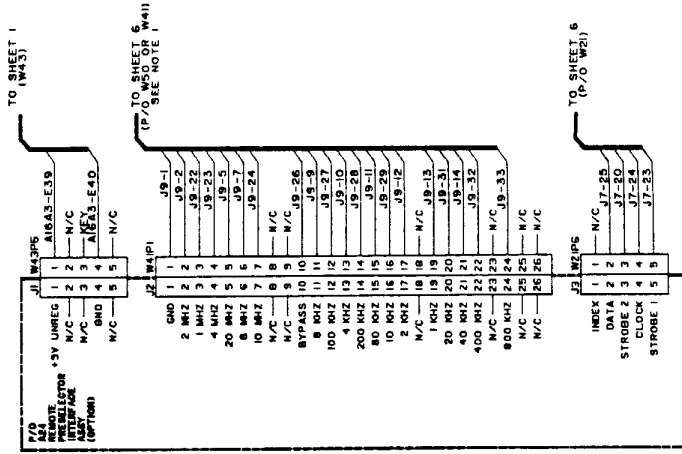 P/O
A24
REMOTE
PRESELECTOR
INTERFACE
ASSY
(OPTION)
TO SHEET 1
(W43)
J1 W43P5
+5V UNREG 1 1 A16A3-E39
N/C 2 2 N/C
N/C 3 3 KEY
GND 4 4 A16A3-E40
N/C 5 5 N/C
TO SHEET 6
(P/O W50 OR W41)
SEE NOTE 1
J2 W41P1
GND 1 1 J9-1
2 MHZ 2 2 J9-2
1 MHZ 3 3 J9-22
4 MHZ 4 4 J9-23
20 MHZ 5 5 J9-5
8 MHZ 6 6 J9-7
10 MHZ 7 7 J9-24
N/C 8 8 N/C
N/C 9 9 N/C
BYPASS 10 10 J9-26
8 KHZ 11 11 J9-9
100 KHZ 12 12 J9-27
4 KHZ 13 13 J9-10
200 KHZ 14 14 J9-28
80 KHZ 15 15 J9-11
10 KHZ 16 16 J9-29
2 KHZ 17 17 J9-12
N/C 18 18 N/C
1 KHZ 19 19 J9-13
20 KHZ 20 20 J9-31
40 KHZ 21 21 J9-14
400 KHZ 22 22 J9-32
N/C 23 23 N/C
800 KHZ 24 24 J9-33
N/C 25 25 N/C
N/C 26 26 N/C
TO SHEET 6
(P/O W21)
J3 W21P6
INDEX 1 1 N/C
DATA 2 2 J7-25
STROBE 2 3 3 J7-20
CLOCK 4 4 J7-24
STROBE 1 5 5 J7-23